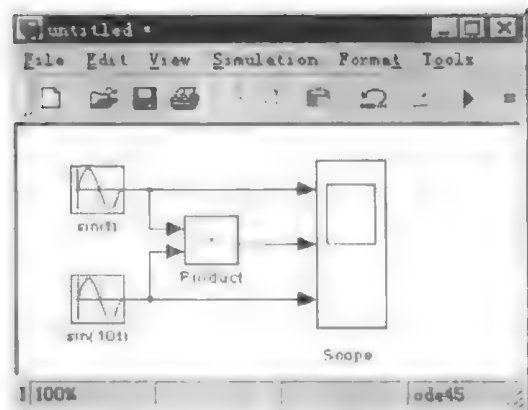 untitled *
File Edit View Simulation Format Tools
sin(t)
Product
sin(10t)
Scope
100% ode45